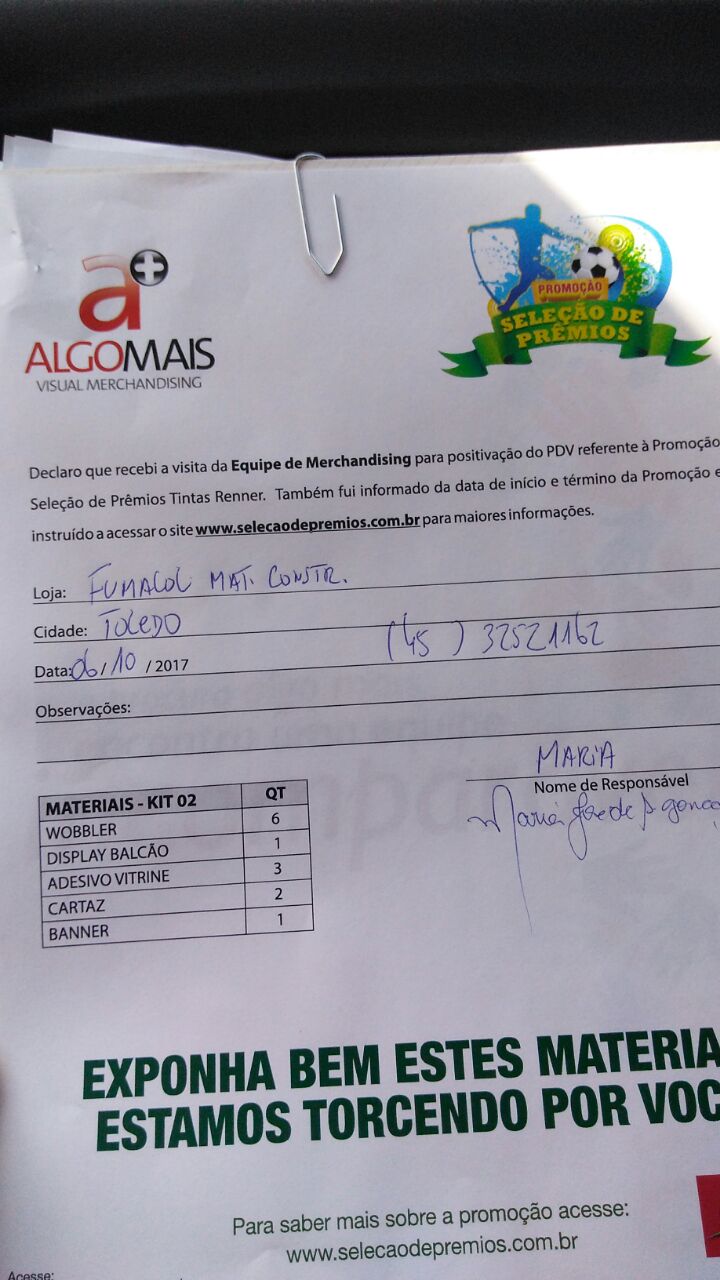 a+
ALGOMAIS
VISUAL MERCHANDISING
PROMOÇÃO
SELEÇÃO DE
PRÊMIOS
Declaro que recebi a visita da Equipe de Merchandising para positivação do PDV referente à Promoção
Seleção de Prêmios Tintas Renner. Também fui informado da data de início e término da Promoção e
instruído a acessar o site www.selecaodepremios.com.br para maiores informações.
Loja: FUMACOL MAT. CONSTR.
Cidade: TOLEDO
(45) 32521162
Data: 06/10/2017
Observações:
MARIA
Nome de Responsável
Maria
MATERIAIS - KIT 02 QT
WOBBLER 6
DISPLAY BALCÃO 1
ADESIVO VITRINE 3
CARTAZ 2
BANNER 1
EXPONHA BEM ESTES MATERIA
ESTAMOS TORCENDO POR VOC
Para saber mais sobre a promoção acesse:
www.selecaodepremios.com.br
Acesse: